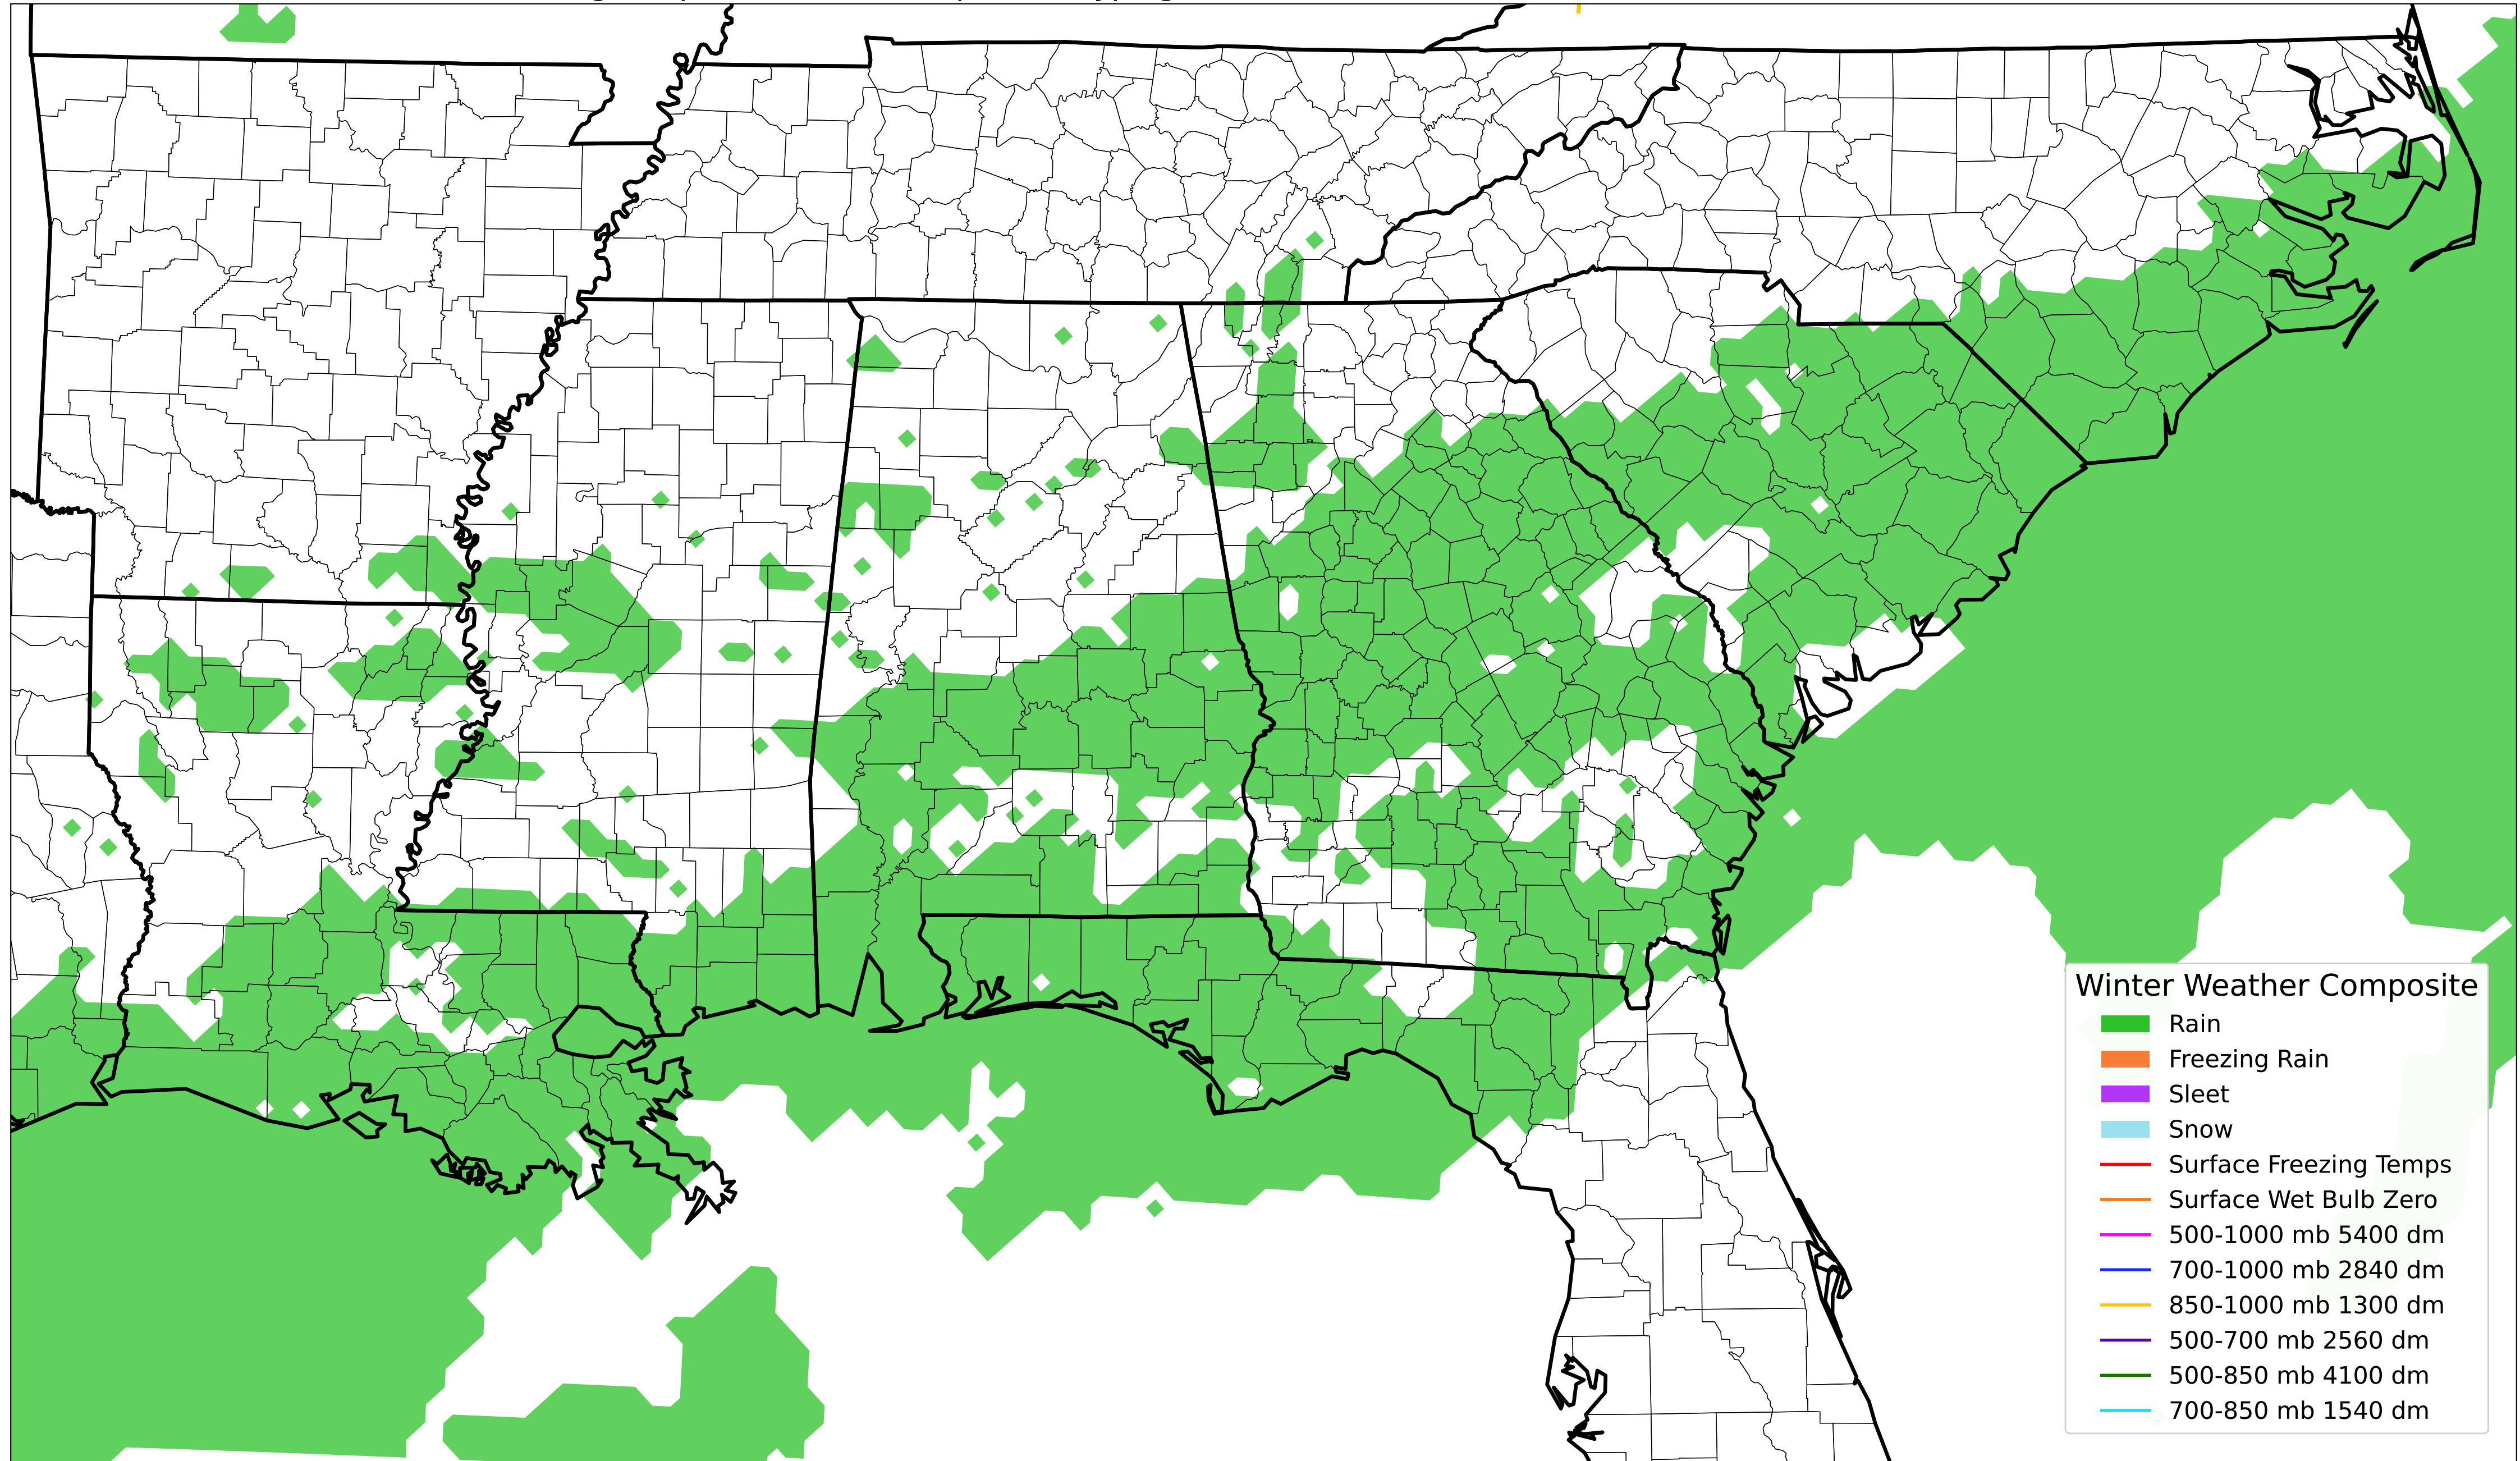 Winter Weather Composite
Rain
Freezing Rain
Sleet
Snow
Surface Freezing Temps
Surface Wet Bulb Zero
500-1000 mb 5400 dm
700-1000 mb 2840 dm
850-1000 mb 1300 dm
500-700 mb 2560 dm
500-850 mb 4100 dm
700-850 mb 1540 dm